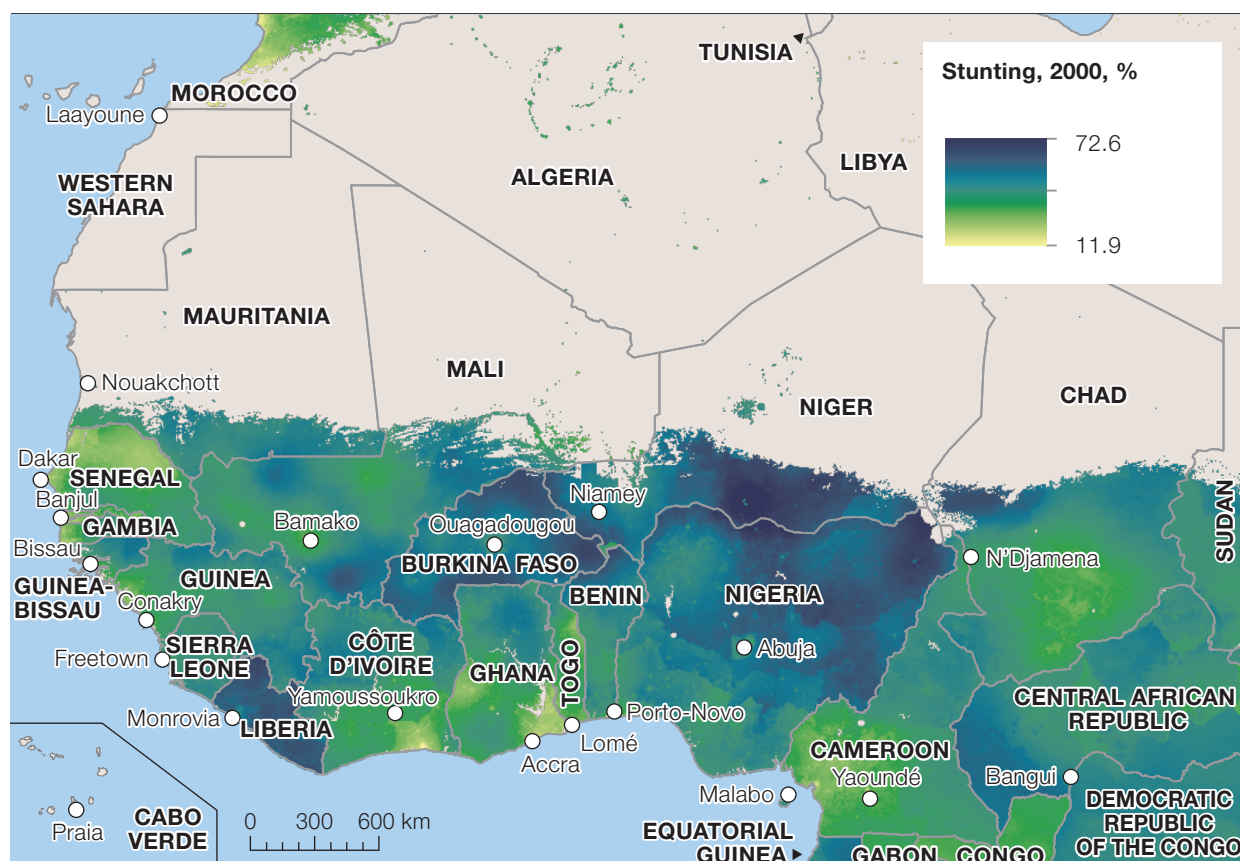 TUNISIA
Stunting, 2000, %
72.6
11.9
MOROCCO
Laayoune
LIBYA
ALGERIA
WESTERN
SAHARA
MAURITANIA
MALI
Nouakchott
NIGER
CHAD
Dakar
SENEGAL
Banjul
GAMBIA
Bamako
Ouagadougou
Niamey
SUDAN
Bissau
GUINEA-
BISSAU
GUINEA
BURKINA FASO
BENIN
NIGERIA
N'Djamena
Conakry
SIERRA
LEONE
Freetown
CÔTE
D'IVOIRE
GHANA
TOGO
Abuja
Yamoussoukro
Monrovia
LIBERIA
Porto-Novo
Lomé
Accra
CENTRAL AFRICAN
REPUBLIC
CAMEROON
Yaoundé
Bangui
Malabo
DEMOCRATIC
REPUBLIC
OF THE CONGO
EQUATORIAL
GUINEA
GABON
CONGO
Praia
CABO
VERDE
0 300 600 km